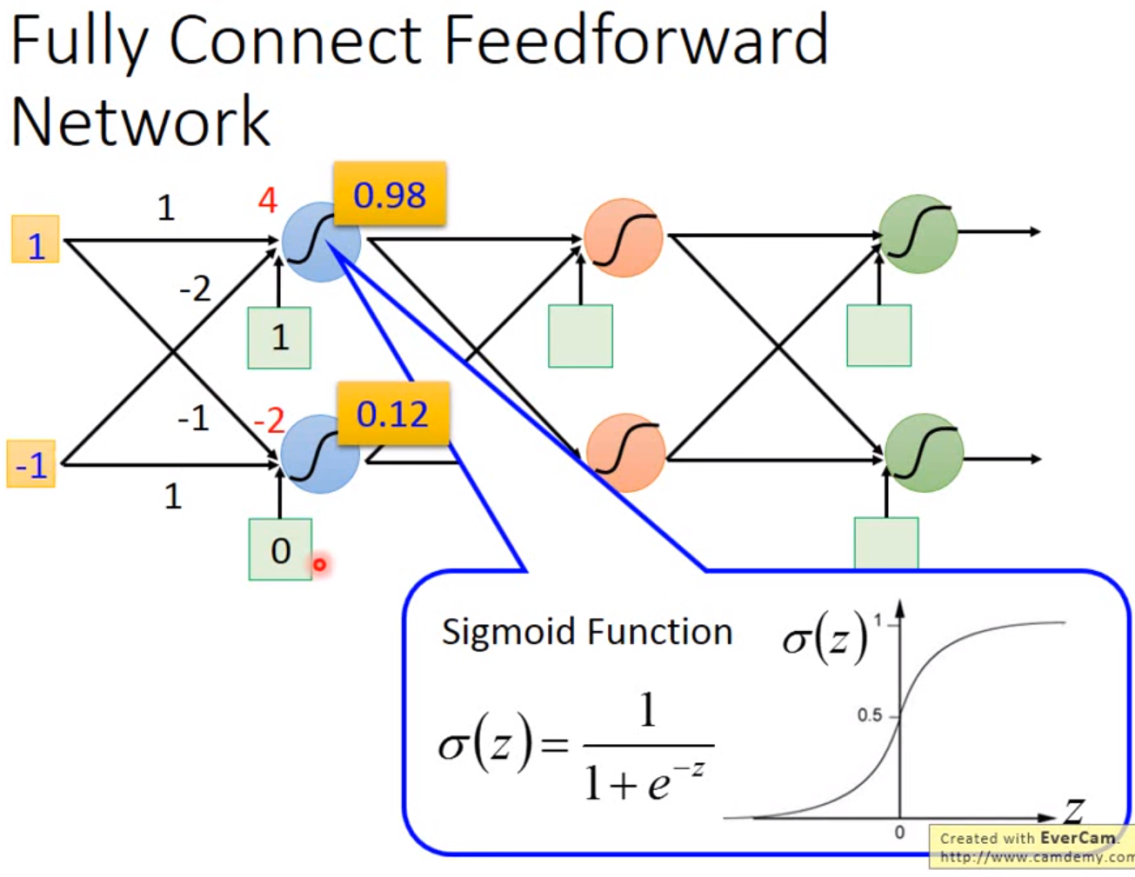 Fully Connect Feedforward
Network
1
4
0.98
1
-2
1
-1
-2
0.12
-1
1
0
Sigmoid Function
σ(z)
1
0.5
σ(z)=
1
1+e^{-z}
z
0
Created with EverCam.
http://www.camdemy.com